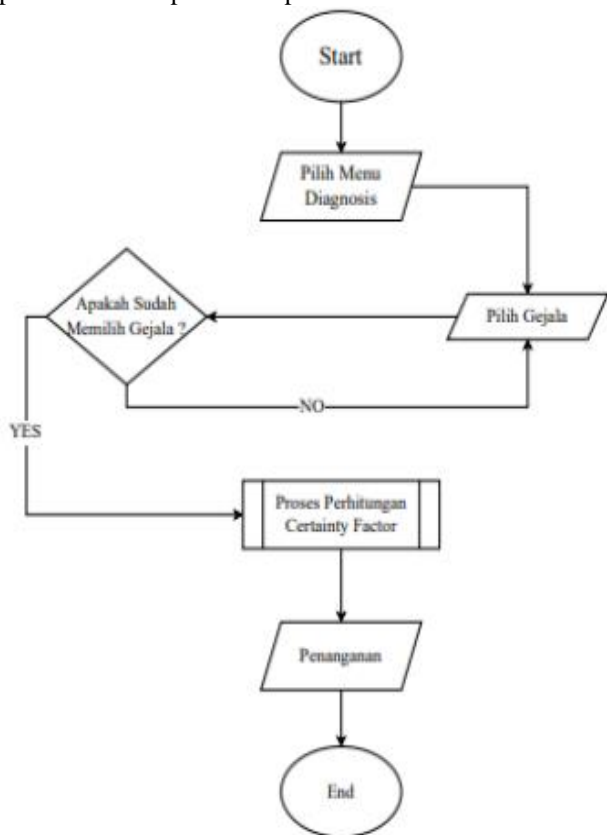 Start
Pilih Menu
Diagnosis
Pilih Gejala
Apakah Sudah
Memilih Gejala ?
NO
YES
Proses Perhitungan
Certainty Factor
Penanganan
End